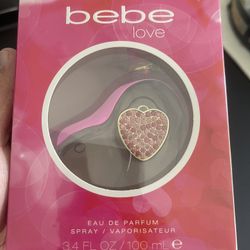 bebe
love
EAU DE PARFUM
SPRAY / VAPORISATEUR
3.4 FL OZ / 100 mL e